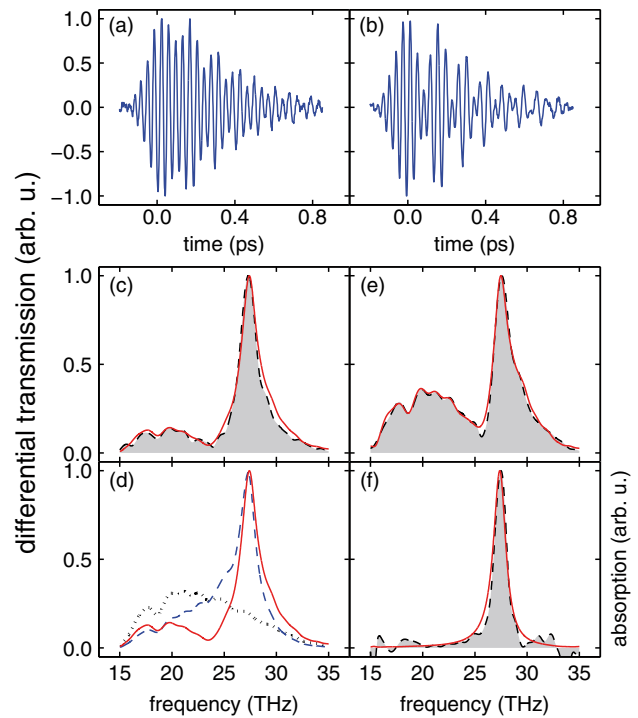 (a) (b)
1.0
0.5
0.0
−0.5
−1.0
0.0 0.4 0.8 0.0 0.4 0.8
time (ps) time (ps)
differential transmission (arb. u.)
(c) (e)
1.0
0.5
0.0
(d) (f)
1.0
0.5
0.0
absorption (arb. u.)
15 20 25 30 35 15 20 25 30 35
frequency (THz) frequency (THz)